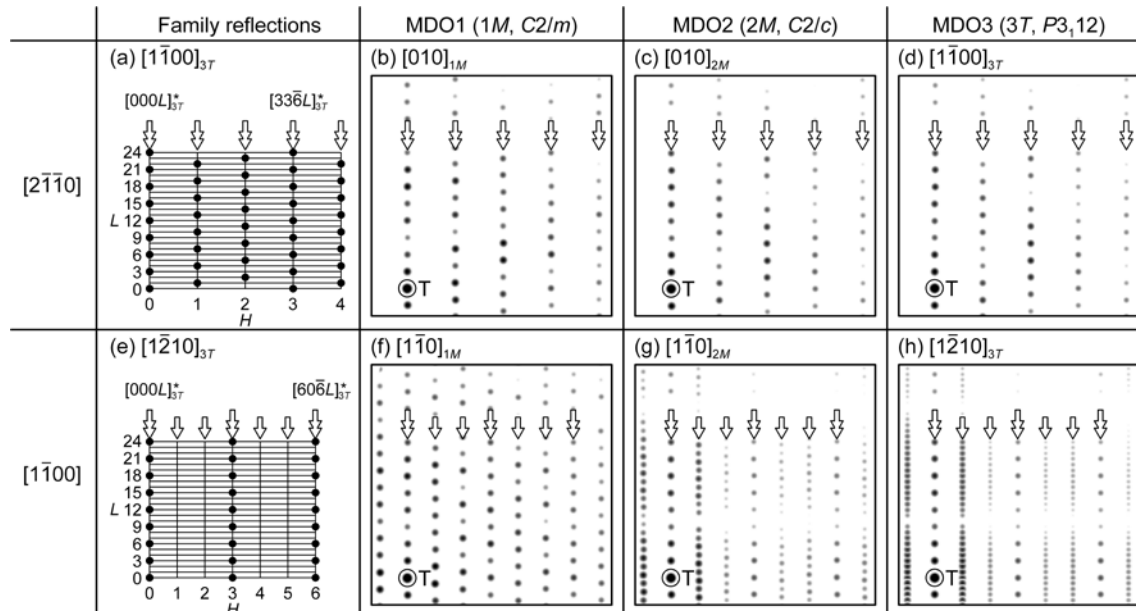 Family reflections MDO1 (1M, C2/m) MDO2 (2M, C2/c) MDO3 (3T, P3₁12)
[21̄1̄0]
(a) [11̄00]3T
[000L]*3T [336̄L]*3T
24
21
18
15
L 12
9
6
3
0
0 1 2 3 4
H
(b) [010]1M
T
(c) [010]2M
T
(d) [11̄00]3T
T
[11̄00]
(e) [12̄10]3T
[000L]*3T [606̄L]*3T
24
21
18
15
L 12
9
6
3
0
0 1 2 3 4 5 6
H
(f) [11̄0]1M
T
(g) [11̄0]2M
T
(h) [12̄10]3T
T